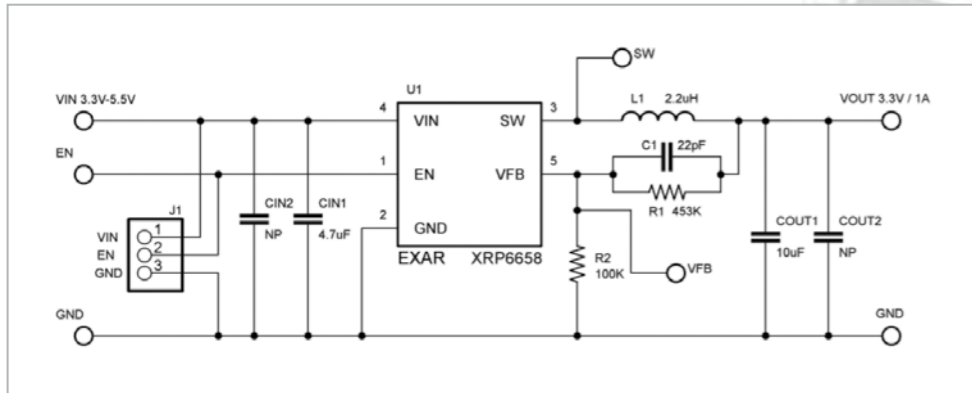 SW
U1
VIN 3.3V-5.5V
4
3
L1 2.2uH
VOUT 3.3V / 1A
VIN
SW
C1 22pF
EN
1
5
EN
VFB
R1 453K
J1
CIN2
CIN1
2
GND
COUT1
COUT2
VIN 1
NP
4.7uF
EN 2
10uF
NP
GND 3
EXAR XRP6658
R2
100K
VFB
GND
GND